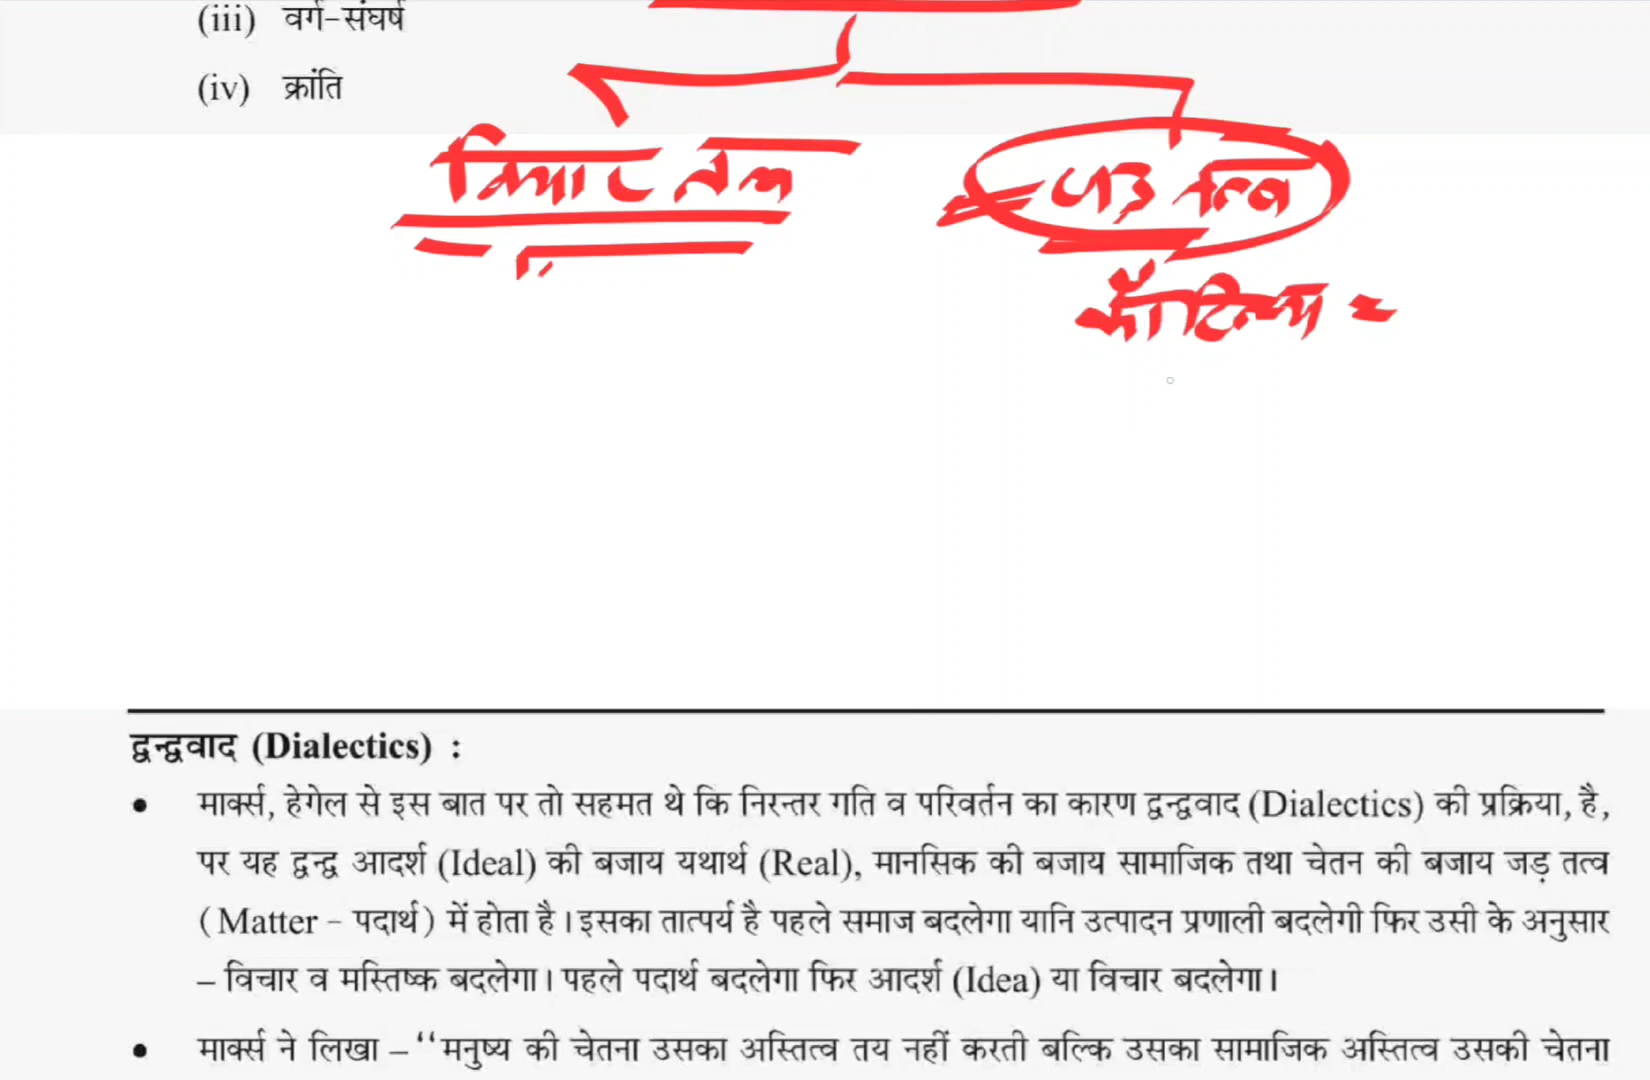 (iii) वर्ग-संघर्ष
(iv) क्रांति
विचार तत्व
जड़ तत्व
द्वन्द्ववाद (Dialectics) :
• मार्क्स, हेगेल से इस बात पर तो सहमत थे कि निरन्तर गति व परिवर्तन का कारण द्वन्द्ववाद (Dialectics) की प्रक्रिया, है,
पर यह द्वन्द्व आदर्श (Ideal) की बजाय यथार्थ (Real), मानसिक की बजाय सामाजिक तथा चेतन की बजाय जड़ तत्व
(Matter – पदार्थ) में होता है। इसका तात्पर्य है पहले समाज बदलेगा यानि उत्पादन प्रणाली बदलेगी फिर उसी के अनुसार
– विचार व मस्तिष्क बदलेगा। पहले पदार्थ बदलेगा फिर आदर्श (Idea) या विचार बदलेगा।
• मार्क्स ने लिखा – ‘‘मनुष्य की चेतना उसका अस्तित्व तय नहीं करती बल्कि उसका सामाजिक अस्तित्व उसकी चेतना